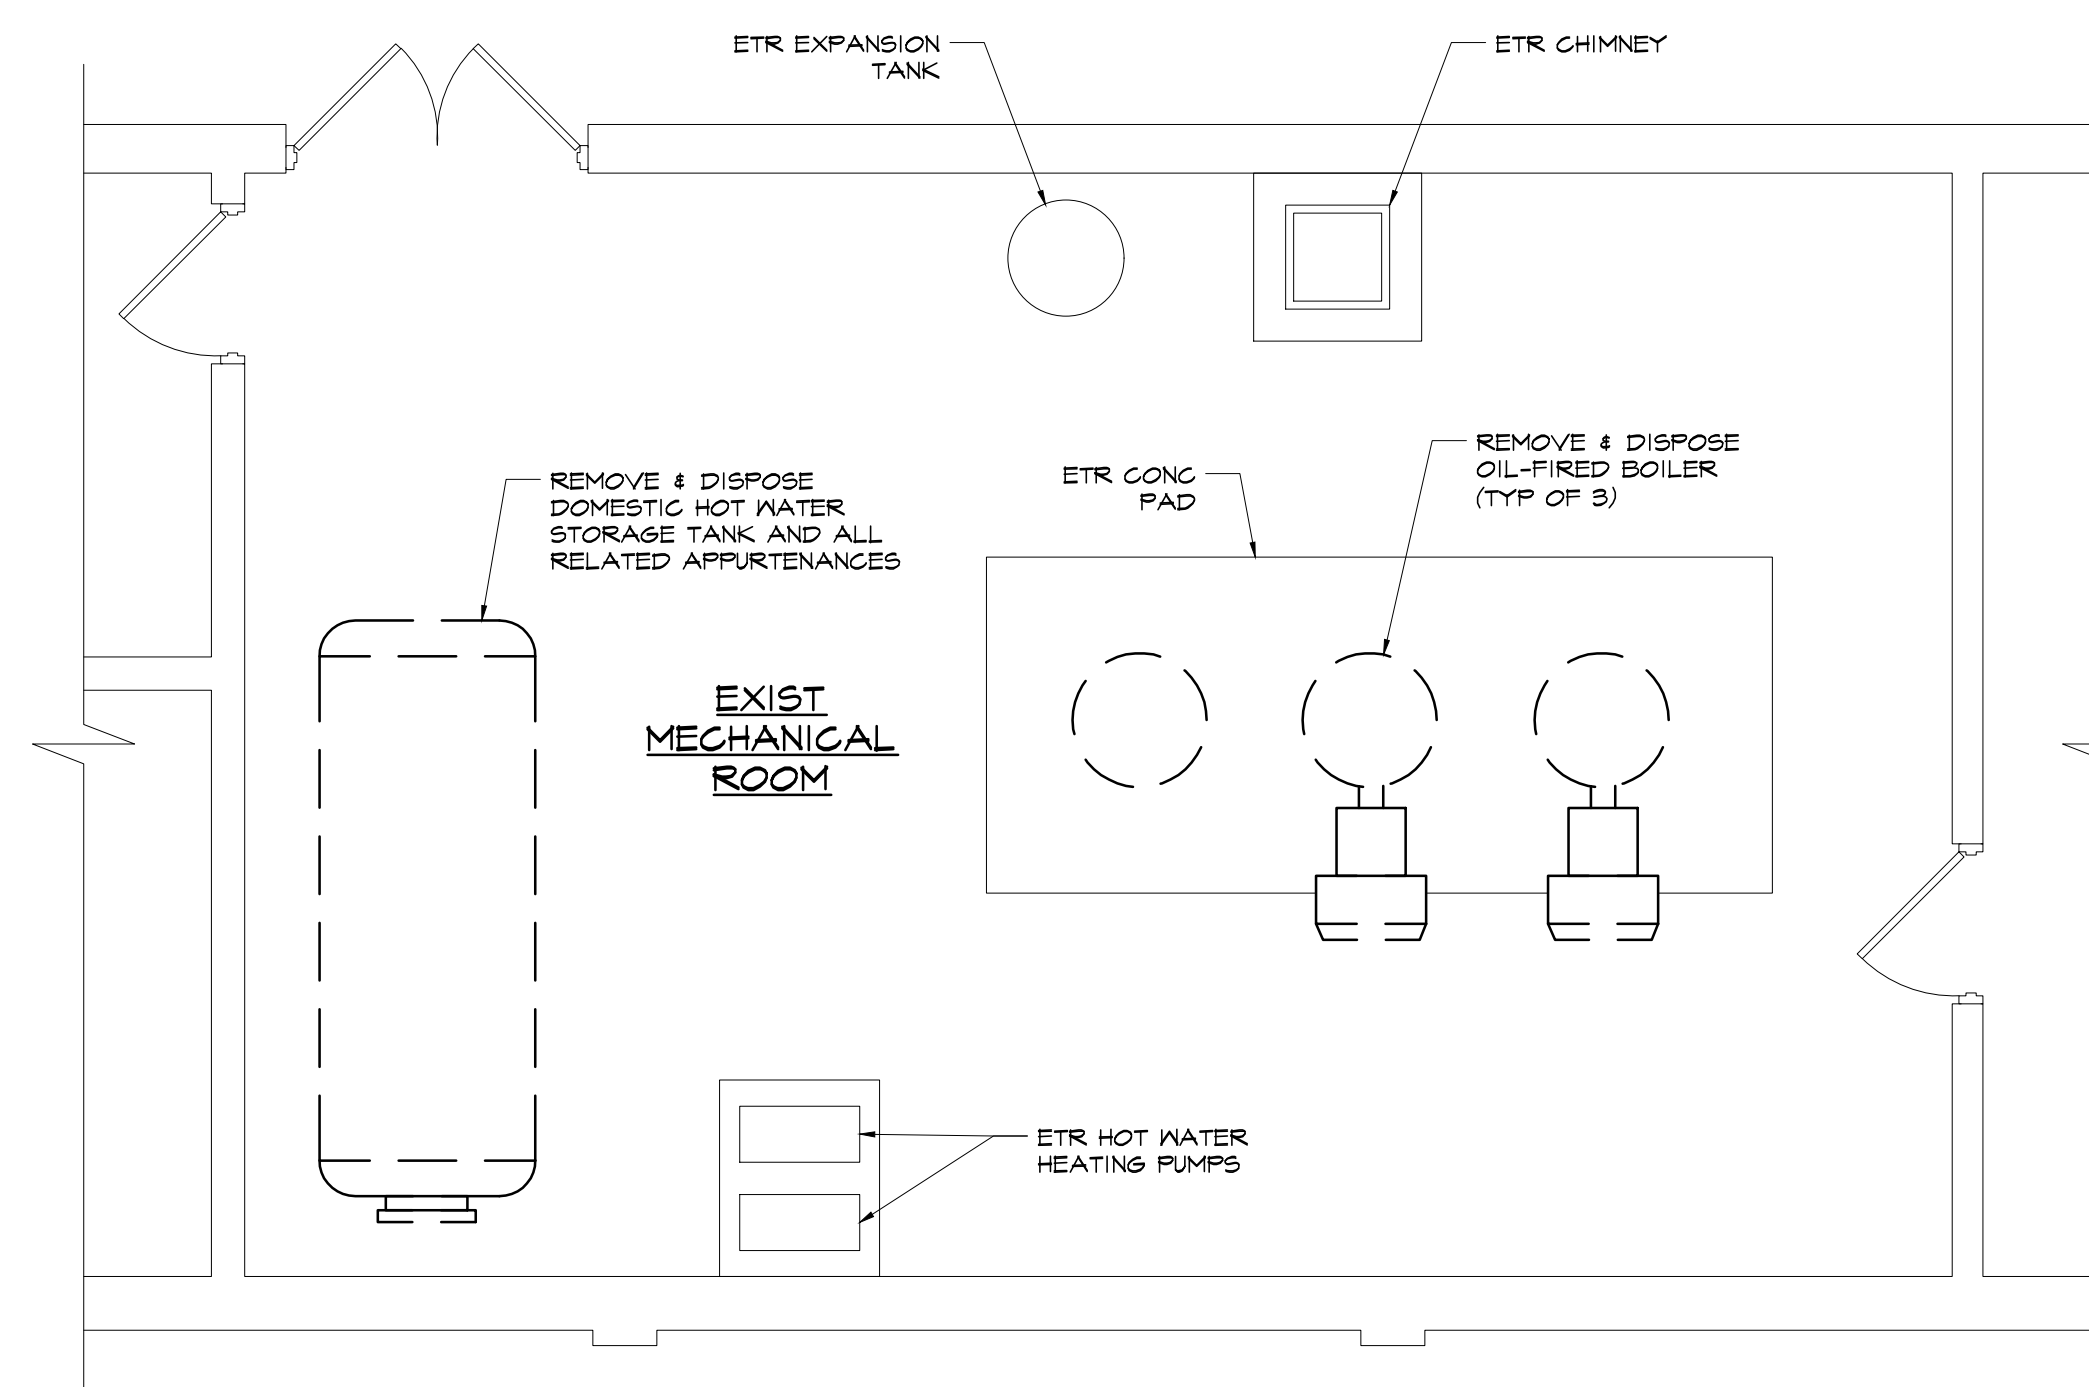 ETR EXPANSION
TANK
ETR CHIMNEY
REMOVE & DISPOSE
DOMESTIC HOT WATER
STORAGE TANK AND ALL
RELATED APPURTENANCES
ETR CONC
PAD
REMOVE & DISPOSE
OIL-FIRED BOILER
(TYP OF 3)
EXIST
MECHANICAL
ROOM
ETR HOT WATER
HEATING PUMPS